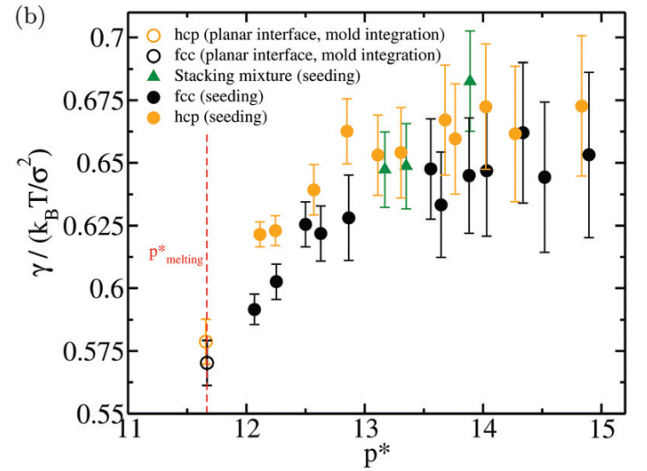 (b)
hcp (planar interface, mold integration)
fcc (planar interface, mold integration)
Stacking mixture (seeding)
fcc (seeding)
hcp (seeding)
0.7
0.675
0.65
0.625
0.6
0.575
0.55
γ / (k_BT/σ²)
p*melting
11
12
13
14
15
p*